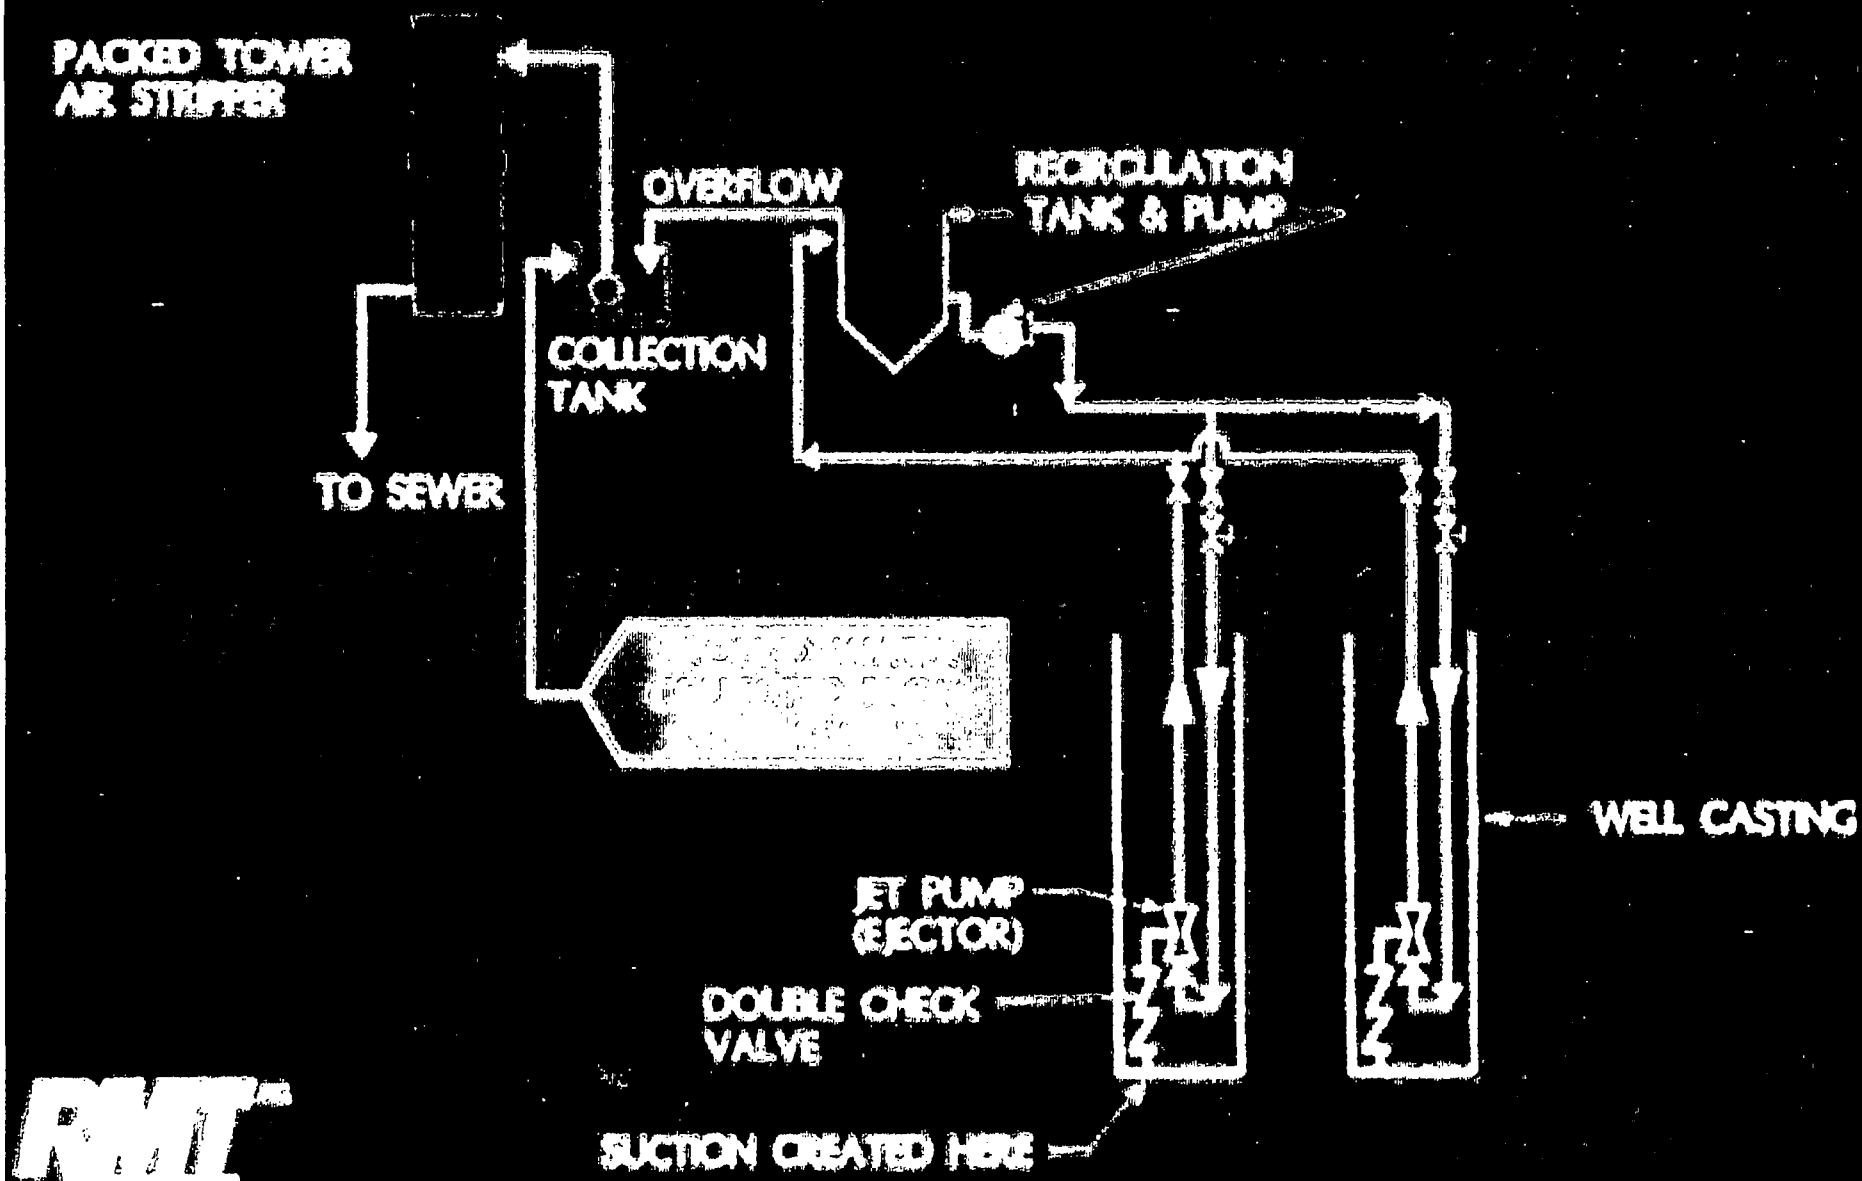 PACKED TOWER
AIR STRIPPER
OVERFLOW
RECIRCULATION
TANK & PUMP
COLLECTION
TANK
TO SEWER
WELL CASTING
JET PUMP
(EJECTOR)
DOUBLE CHECK
VALVE
SUCTION CREATED HERE
RMT